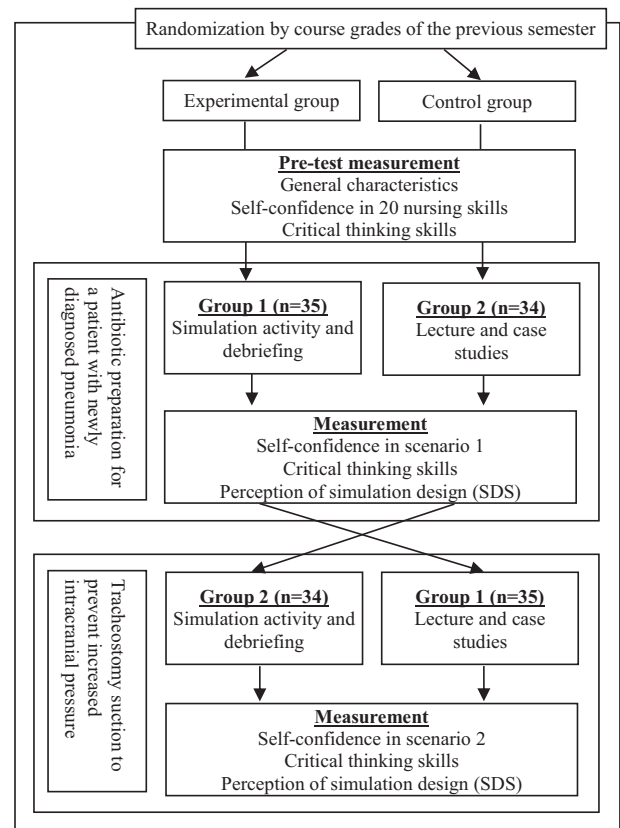 Randomization by course grades of the previous semester
Experimental group
Control group
Pre-test measurement
General characteristics
Self-confidence in 20 nursing skills
Critical thinking skills
Antibiotic preparation for
a patient with newly
diagnosed pneumonia
Group 1 (n=35)
Simulation activity and
debriefing
Group 2 (n=34)
Lecture and case
studies
Measurement
Self-confidence in scenario 1
Critical thinking skills
Perception of simulation design (SDS)
Tracheostomy suction to
prevent increased
intracranial pressure
Group 2 (n=34)
Simulation activity and
debriefing
Group 1 (n=35)
Lecture and case
studies
Measurement
Self-confidence in scenario 2
Critical thinking skills
Perception of simulation design (SDS)